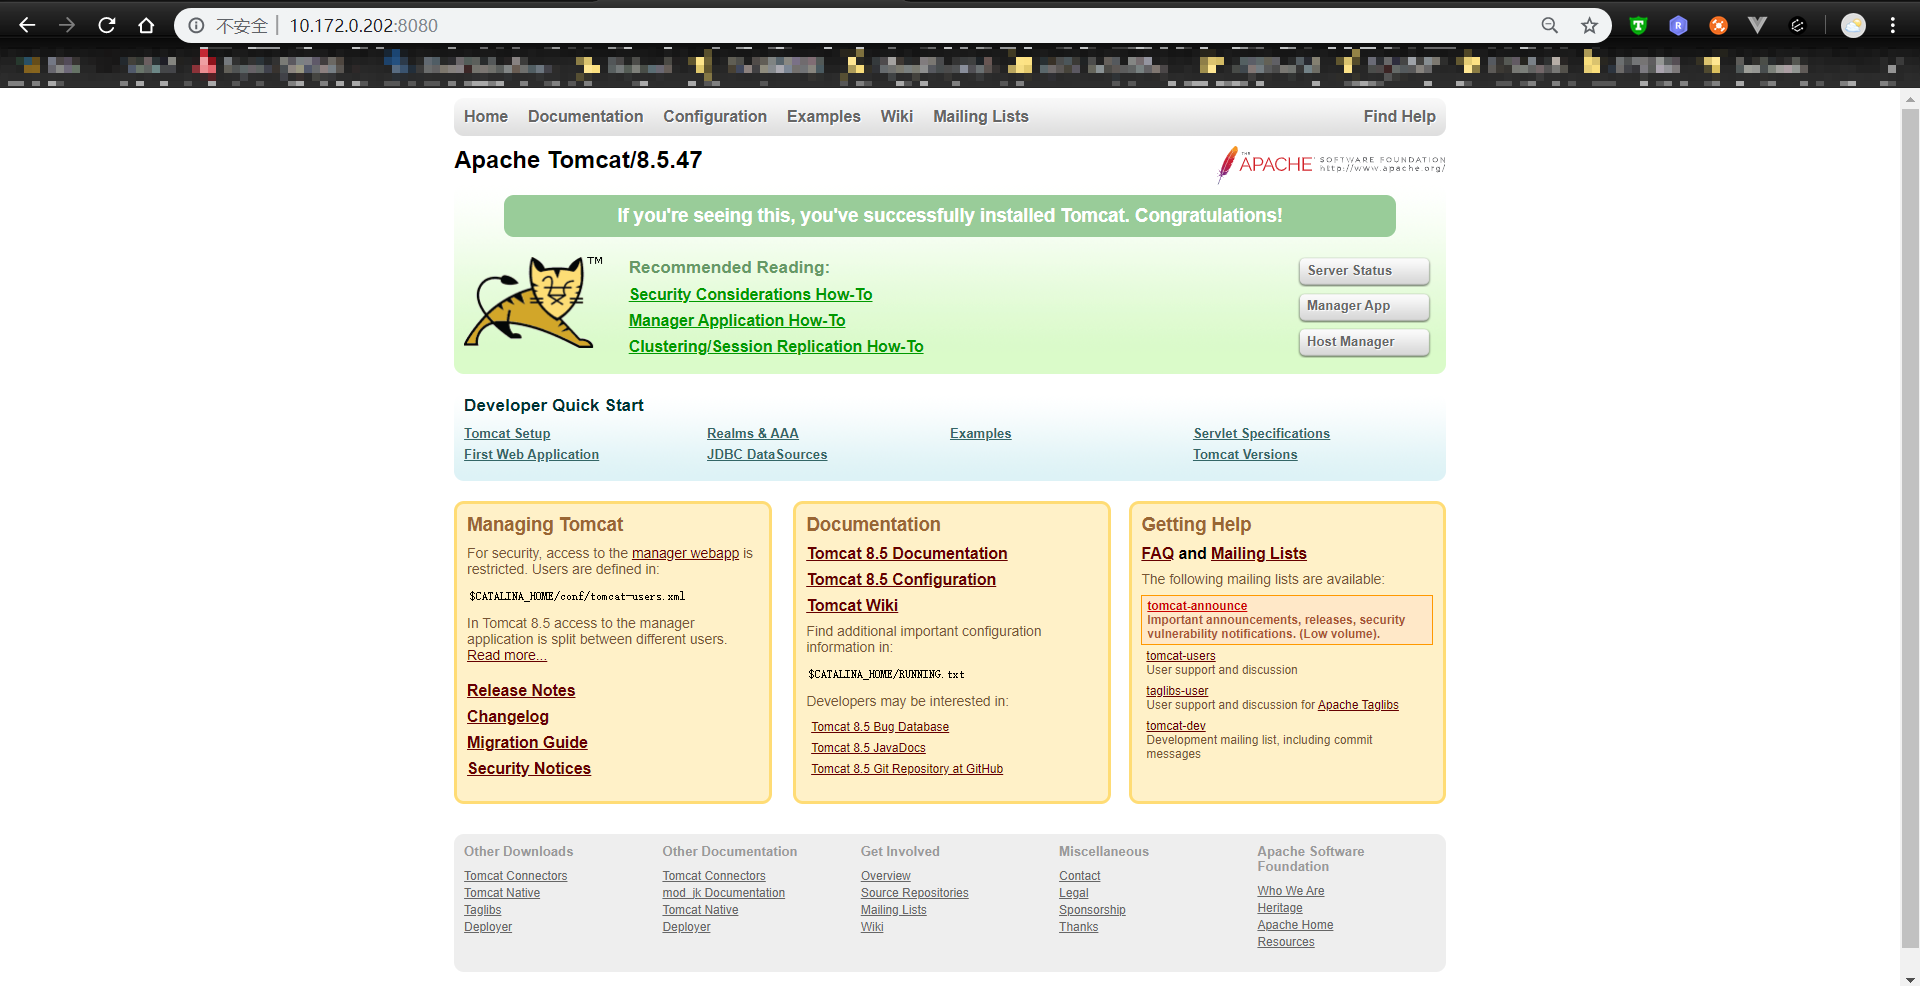 不安全 | 10.172.0.202:8080
Home Documentation Configuration Examples Wiki Mailing Lists Find Help
Apache Tomcat/8.5.47
THE APACHE SOFTWARE FOUNDATION
http://www.apache.org/
If you're seeing this, you've successfully installed Tomcat. Congratulations!
TM
Recommended Reading:
Security Considerations How-To
Manager Application How-To
Clustering/Session Replication How-To
Server Status
Manager App
Host Manager
Developer Quick Start
Tomcat Setup
First Web Application
Realms & AAA
JDBC DataSources
Examples
Servlet Specifications
Tomcat Versions
Managing Tomcat
For security, access to the manager webapp is
restricted. Users are defined in:
$CATALINA_HOME/conf/tomcat-users.xml
In Tomcat 8.5 access to the manager
application is split between different users.
Read more...
Release Notes
Changelog
Migration Guide
Security Notices
Documentation
Tomcat 8.5 Documentation
Tomcat 8.5 Configuration
Tomcat Wiki
Find additional important configuration
information in:
$CATALINA_HOME/RUNNING.txt
Developers may be interested in:
Tomcat 8.5 Bug Database
Tomcat 8.5 JavaDocs
Tomcat 8.5 Git Repository at GitHub
Getting Help
FAQ and Mailing Lists
The following mailing lists are available:
tomcat-announce
Important announcements, releases, security
vulnerability notifications. (Low volume).
tomcat-users
User support and discussion
taglibs-user
User support and discussion for Apache Taglibs
tomcat-dev
Development mailing list, including commit
messages
Other Downloads
Tomcat Connectors
Tomcat Native
Taglibs
Deployer
Other Documentation
Tomcat Connectors
mod_jk Documentation
Tomcat Native
Deployer
Get Involved
Overview
Source Repositories
Mailing Lists
Wiki
Miscellaneous
Contact
Legal
Sponsorship
Thanks
Apache Software
Foundation
Who We Are
Heritage
Apache Home
Resources